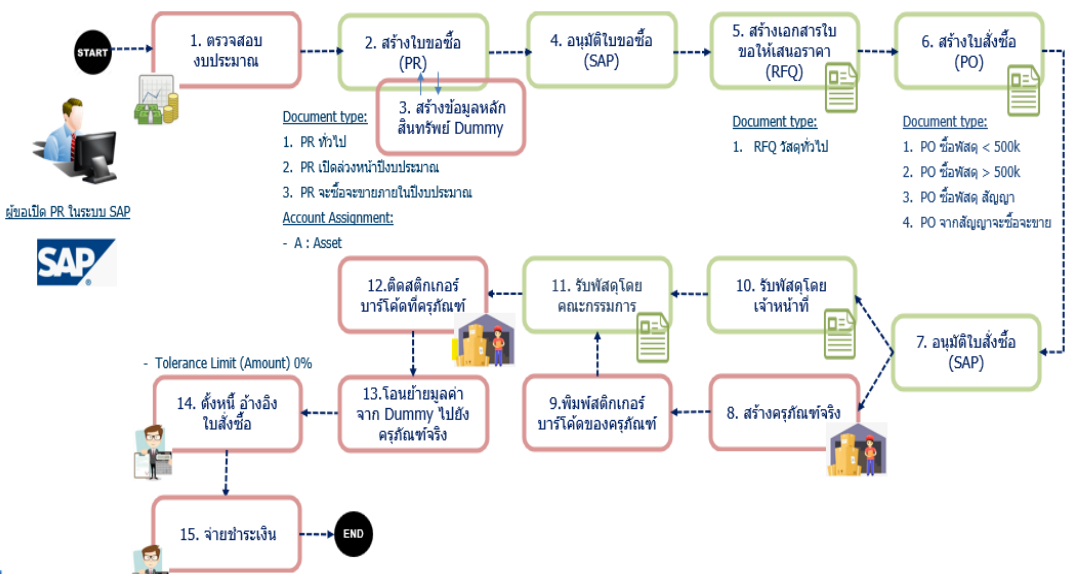 START
1. ตรวจสอบ
งบประมาณ
2. สร้างใบขอซื้อ
(PR)
3. สร้างข้อมูลหลัก
สินทรัพย์ Dummy
4. อนุมัติใบขอซื้อ
(SAP)
5. สร้างเอกสารใบ
ขอให้เสนอราคา
(RFQ)
6. สร้างใบสั่งซื้อ
(PO)
ผู้ขอเปิด PR ในระบบ SAP
SAP
Document type:
1. PR ทั่วไป
2. PR เปิดล่วงหน้าปีงบประมาณ
3. PR จะซื้อจะขายภายในปีงบประมาณ
Account Assignment:
- A : Asset
Document type:
1. RFQ วัสดุทั่วไป
Document type:
1. PO ซื้อพัสดุ < 500k
2. PO ซื้อพัสดุ > 500k
3. PO ซื้อพัสดุ สัญญา
4. PO จากสัญญาจะซื้อจะขาย
12.ติดสติกเกอร์
บาร์โค้ดที่ครุภัณฑ์
11. รับพัสดุโดย
คณะกรรมการ
10. รับพัสดุโดย
เจ้าหน้าที่
7. อนุมัติใบสั่งซื้อ
(SAP)
- Tolerance Limit (Amount) 0%
14. ตั้งหนี้ อ้างอิง
ใบสั่งซื้อ
13.โอนย้ายมูลค่า
จาก Dummy ไปยัง
ครุภัณฑ์จริง
9.พิมพ์สติกเกอร์
บาร์โค้ดของครุภัณฑ์
8. สร้างครุภัณฑ์จริง
15. จ่ายชำระเงิน
END